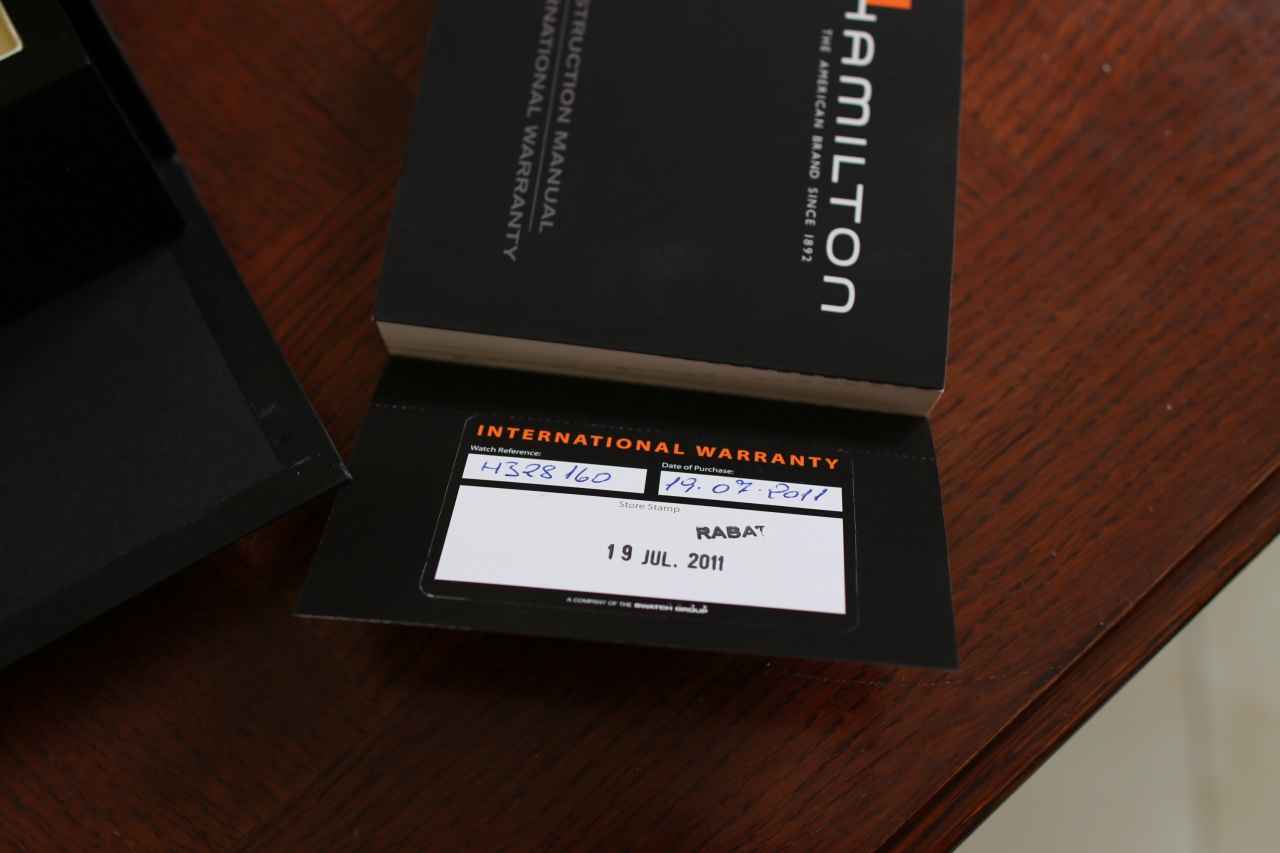 HAMILTON
THE AMERICAN BRAND SINCE 1892
STRUCTION MANUAL
RNATIONAL WARRANTY
INTERNATIONAL WARRANTY
Watch Reference:
H328160
Date of Purchase:
19.07.2011
Store Stamp
RABAT
19 JUL. 2011
A COMPANY OF THE SWATCH GROUP